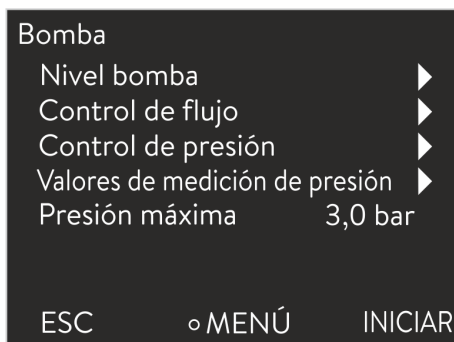 Bomba
Nivel bomba
Control de flujo
Control de presión
Valores de medición de presión
Presión máxima 3,0 bar
ESC MENÚ INICIAR